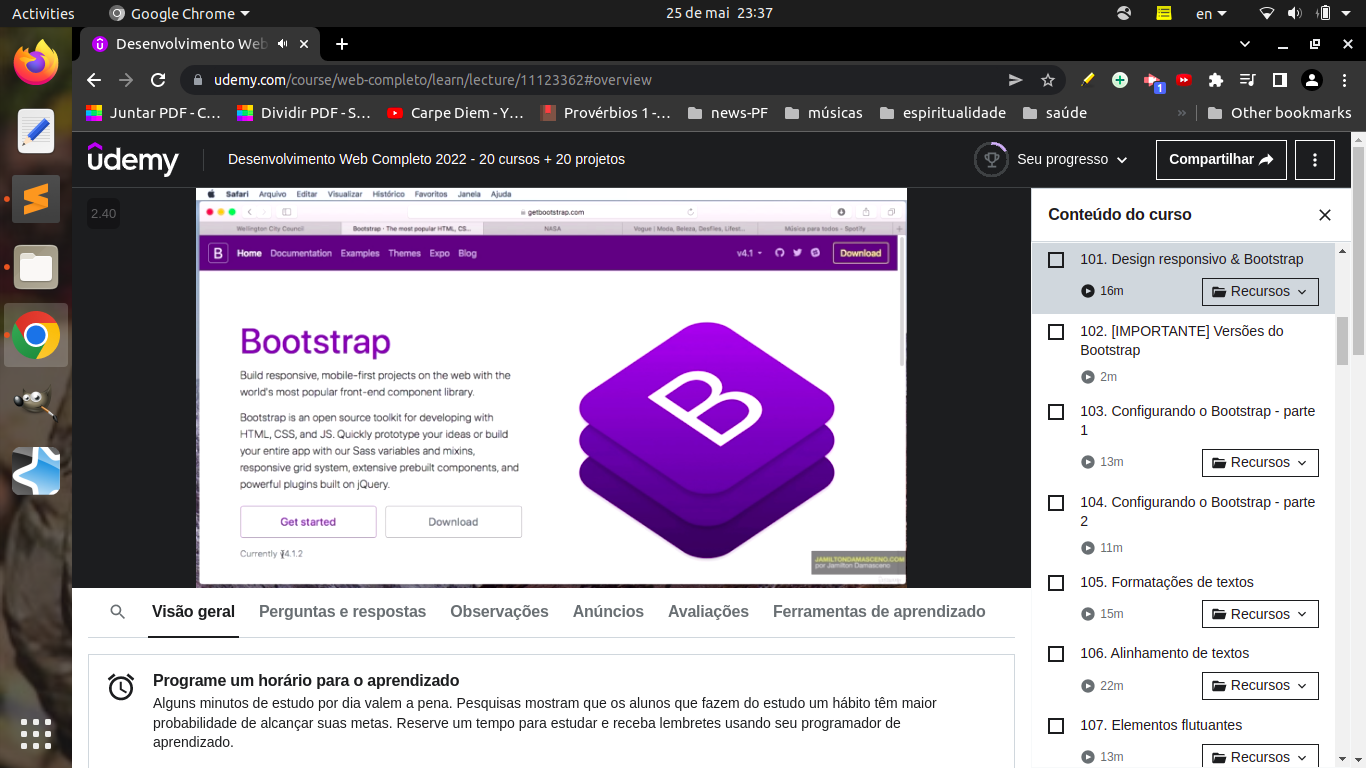 Activities
Google Chrome
25 de mai 23:37
en
Desenvolvimento Web
udemy.com/course/web-completo/learn/lecture/11123362#overview
1
Juntar PDF - C…
Dividir PDF - S…
Carpe Diem - Y…
Provérbios 1 -…
news-PF
músicas
espiritualidade
saúde
»
Other bookmarks
udemy
Desenvolvimento Web Completo 2022 - 20 cursos + 20 projetos
Seu progresso
Compartilhar
2.40
Safari Arquivo Editar Visualizar Histórico Favoritos Janela Ajuda
getbootstrap.com
Wellington City Council
Bootstrap · The most popular HTML, CS...
NASA
Vogue | Moda, Beleza, Desfiles, Lifest...
Música para todos - Spotify
B
Home Documentation Examples Themes Expo Blog
v4.1
Download
Bootstrap
Build responsive, mobile-first projects on the web with the
world's most popular front-end component library.
Bootstrap is an open source toolkit for developing with
HTML, CSS, and JS. Quickly prototype your ideas or build
your entire app with our Sass variables and mixins,
responsive grid system, extensive prebuilt components, and
powerful plugins built on jQuery.
Get started
Download
Currently v4.1.2
B
JAMILTONDAMASCENO.COM
por Jamilton Damasceno
Visão geral
Perguntas e respostas
Observações
Anúncios
Avaliações
Ferramentas de aprendizado
Programe um horário para o aprendizado
Alguns minutos de estudo por dia valem a pena. Pesquisas mostram que os alunos que fazem do estudo um hábito têm maior
probabilidade de alcançar suas metas. Reserve um tempo para estudar e receba lembretes usando seu programador de
aprendizado.
Conteúdo do curso
101. Design responsivo & Bootstrap
16m
Recursos
102. [IMPORTANTE] Versões do
Bootstrap
2m
103. Configurando o Bootstrap - parte
1
13m
Recursos
104. Configurando o Bootstrap - parte
2
11m
105. Formatações de textos
15m
Recursos
106. Alinhamento de textos
22m
Recursos
107. Elementos flutuantes
13m
Recursos